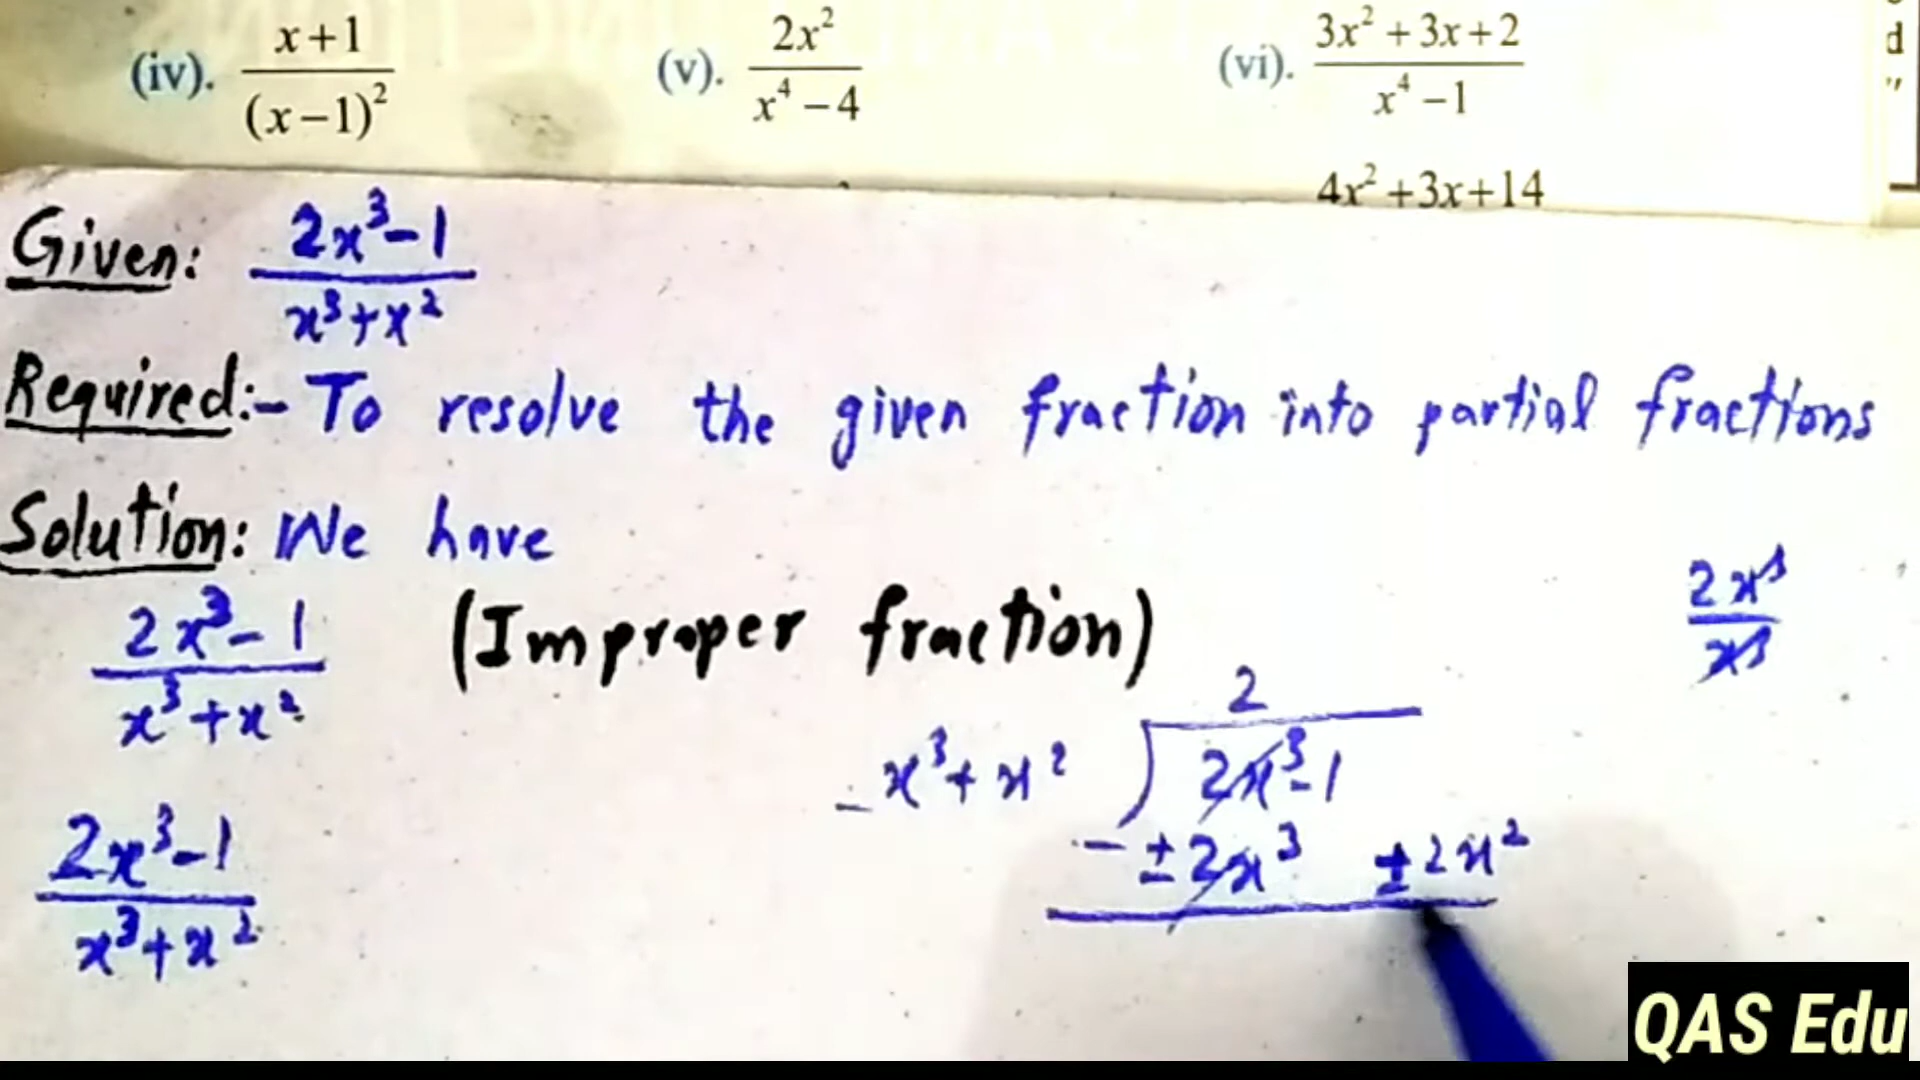 (iv). x+1/(x−1)² (v). 2x²/x⁴−4 (vi). 3x²+3x+2/x⁴−1
d
"
4x²+3x+14
Given: 2x³-1/x³+x²
Required:- To resolve the given fraction into partial fractions
Solution: We have
2x³-1/x³+x² (Improper fraction) 2x³/x³
2
x³+x² ) 2x³-1
- ±2x³ ±2x²
2x³-1/x³+x²
QAS Edu